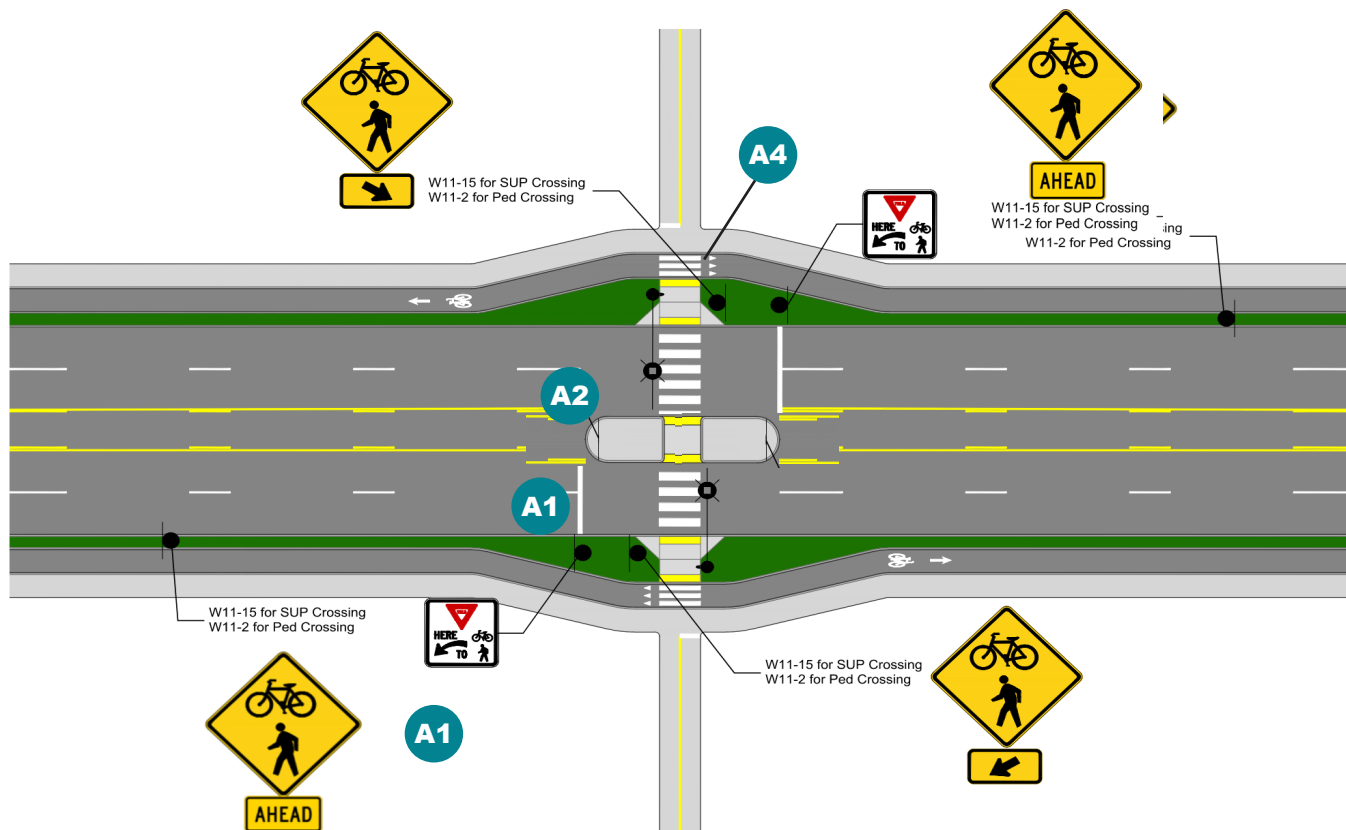 A4
W11-15 for SUP Crossing
W11-2 for Ped Crossing
HERE
TO
AHEAD
W11-15 for SUP Crossing
W11-2 for Ped Crossing
W11-2 for Ped Crossing
A2
A1
W11-15 for SUP Crossing
W11-2 for Ped Crossing
HERE
TO
W11-15 for SUP Crossing
W11-2 for Ped Crossing
A1
AHEAD